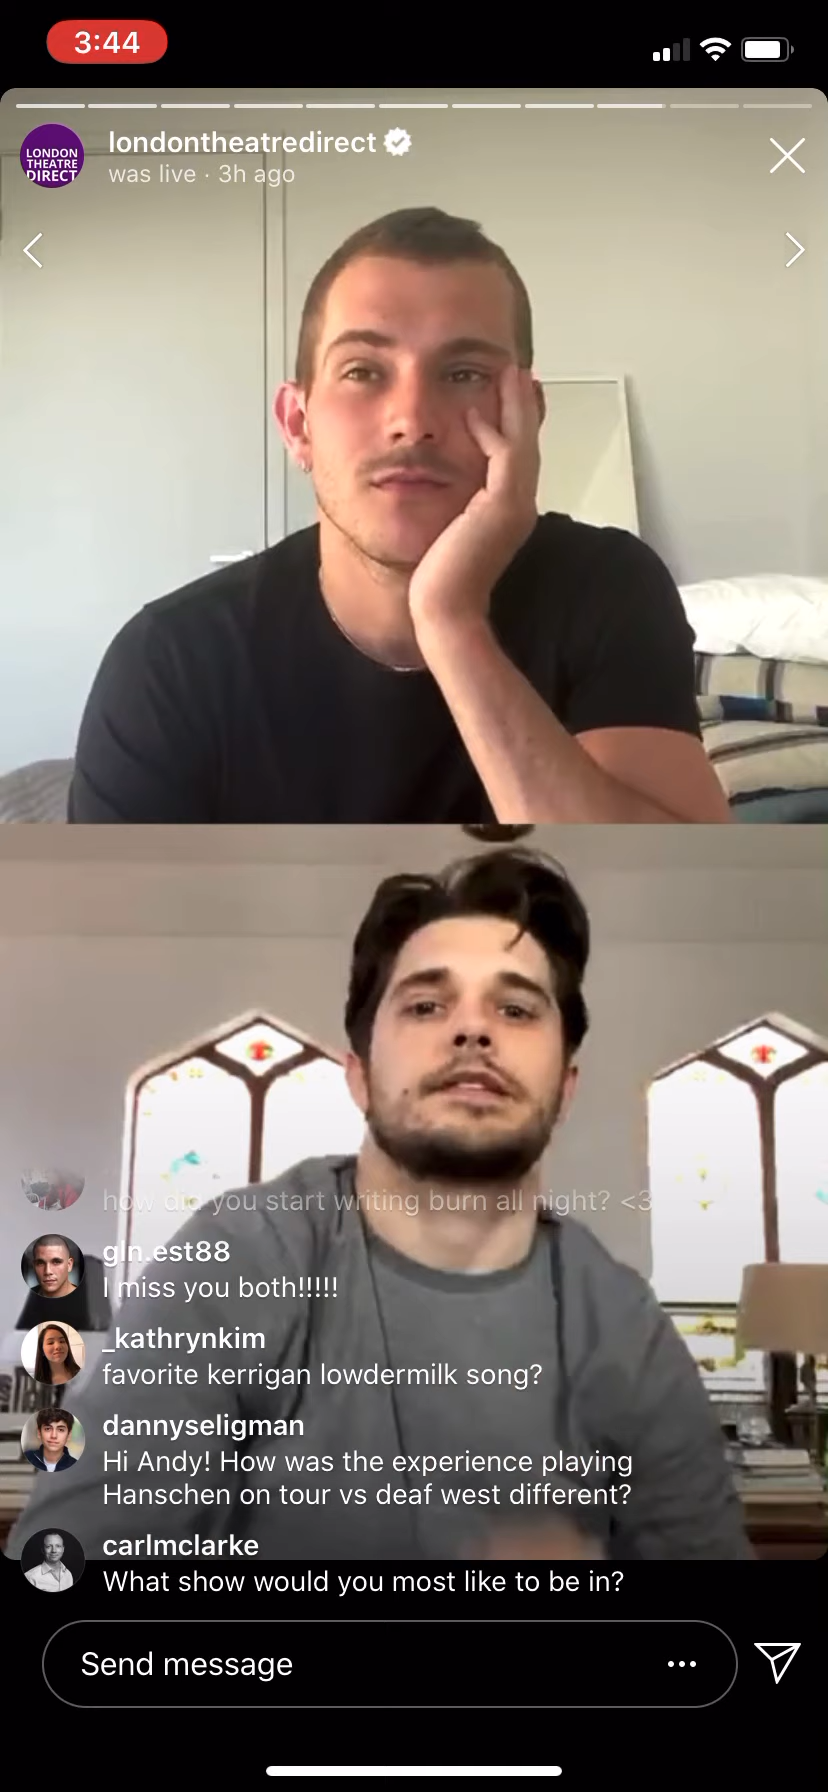 3:44
LONDON
THEATRE
DIRECT
londontheatredirect
was live · 3h ago
how did you start writing burn all night? <3
gln.est88
I miss you both!!!!!
_kathrynkim
favorite kerrigan lowdermilk song?
dannyseligman
Hi Andy! How was the experience playing
Hanschen on tour vs deaf west different?
carlmclarke
What show would you most like to be in?
Send message